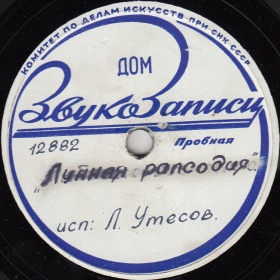 КОМИТЕТ ПО ДЕЛАМ ИСКУССТВ ПРИ СНК СССР
ДОМ
ЗвукоЗаписи
12882
Пробная
"Лунная рапсодия"
исп: Л. Утесов.